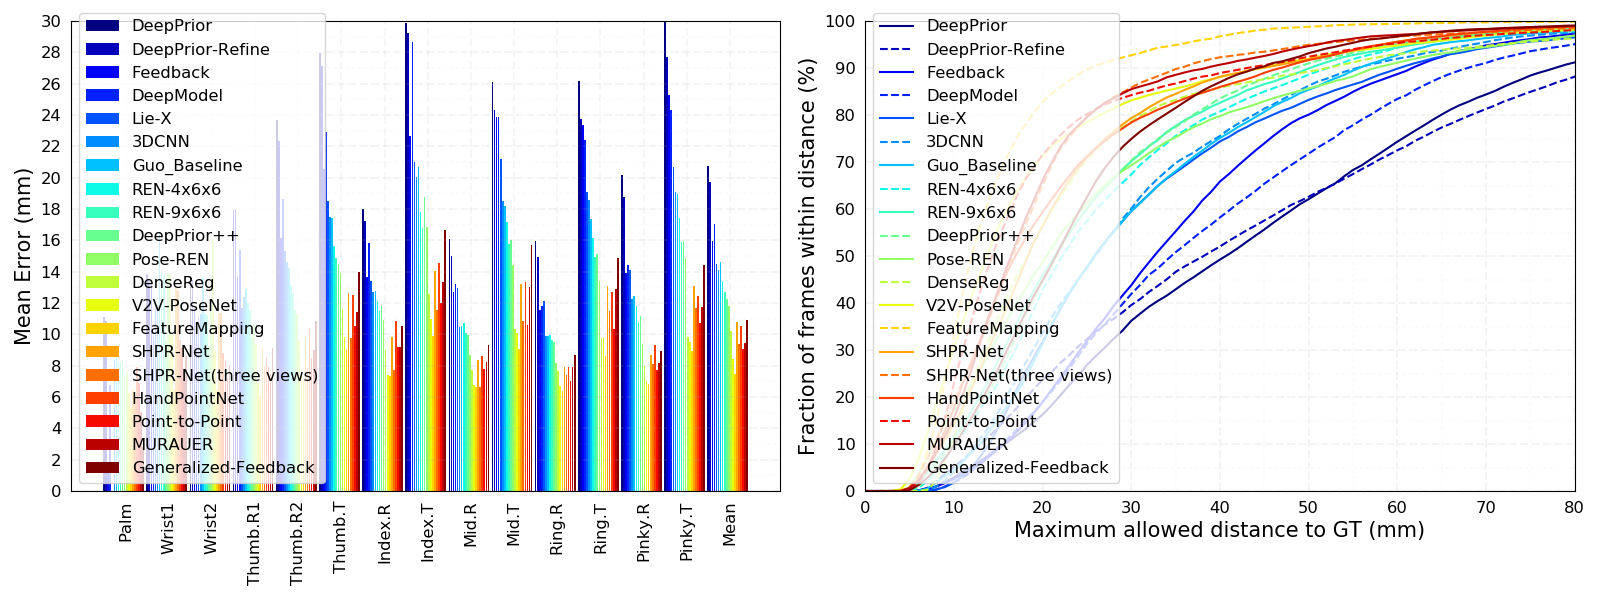 30
28
26
24
22
20
18
16
14
12
10
8
6
4
2
0
Mean Error (mm)
DeepPrior
DeepPrior-Refine
Feedback
DeepModel
Lie-X
3DCNN
Guo_Baseline
REN-4x6x6
REN-9x6x6
DeepPrior++
Pose-REN
DenseReg
V2V-PoseNet
FeatureMapping
SHPR-Net
SHPR-Net(three views)
HandPointNet
Point-to-Point
MURAUER
Generalized-Feedback
Palm
Wrist1
Wrist2
Thumb.R1
Thumb.R2
Thumb.T
Index.R
Index.T
Mid.R
Mid.T
Ring.R
Ring.T
Pinky.R
Pinky.T
Mean
100
90
80
70
60
50
40
30
20
10
0
Fraction of frames within distance (%)
DeepPrior
DeepPrior-Refine
Feedback
DeepModel
Lie-X
3DCNN
Guo_Baseline
REN-4x6x6
REN-9x6x6
DeepPrior++
Pose-REN
DenseReg
V2V-PoseNet
FeatureMapping
SHPR-Net
SHPR-Net(three views)
HandPointNet
Point-to-Point
MURAUER
Generalized-Feedback
0 10 20 30 40 50 60 70 80
Maximum allowed distance to GT (mm)